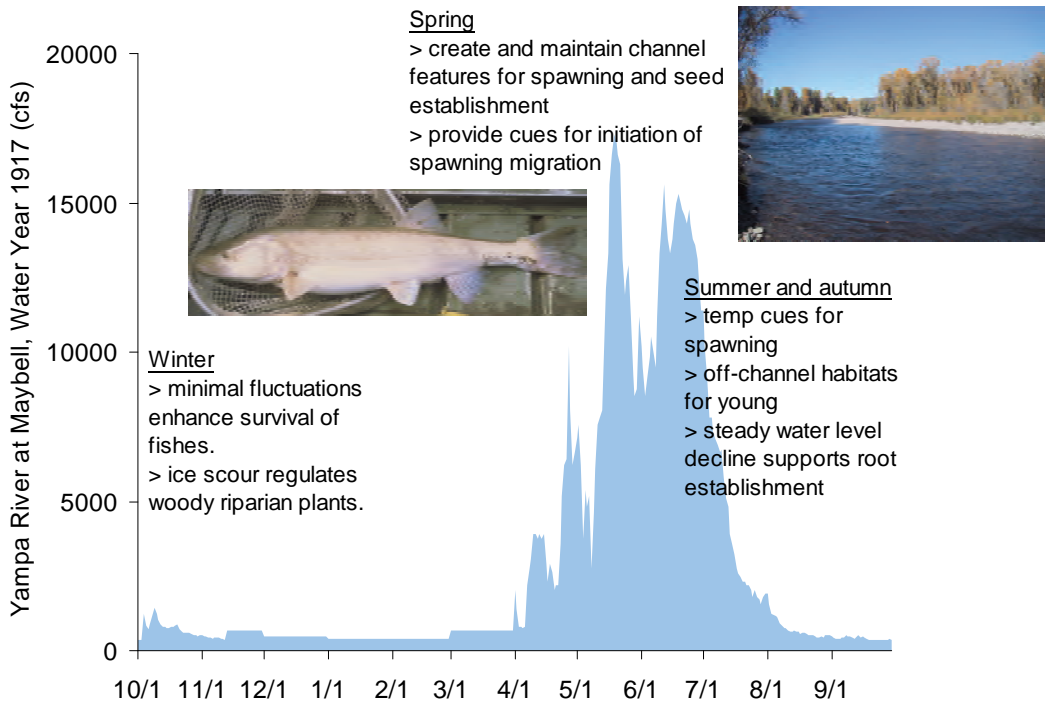 Yampa River at Maybell, Water Year 1917 (cfs)
20000
15000
10000
5000
0
Spring
> create and maintain channel
features for spawning and seed
establishment
> provide cues for initiation of
spawning migration
Winter
> minimal fluctuations
enhance survival of
fishes.
> ice scour regulates
woody riparian plants.
Summer and autumn
> temp cues for
spawning
> off-channel habitats
for young
> steady water level
decline supports root
establishment
10/1 11/1 12/1 1/1 2/1 3/1 4/1 5/1 6/1 7/1 8/1 9/1